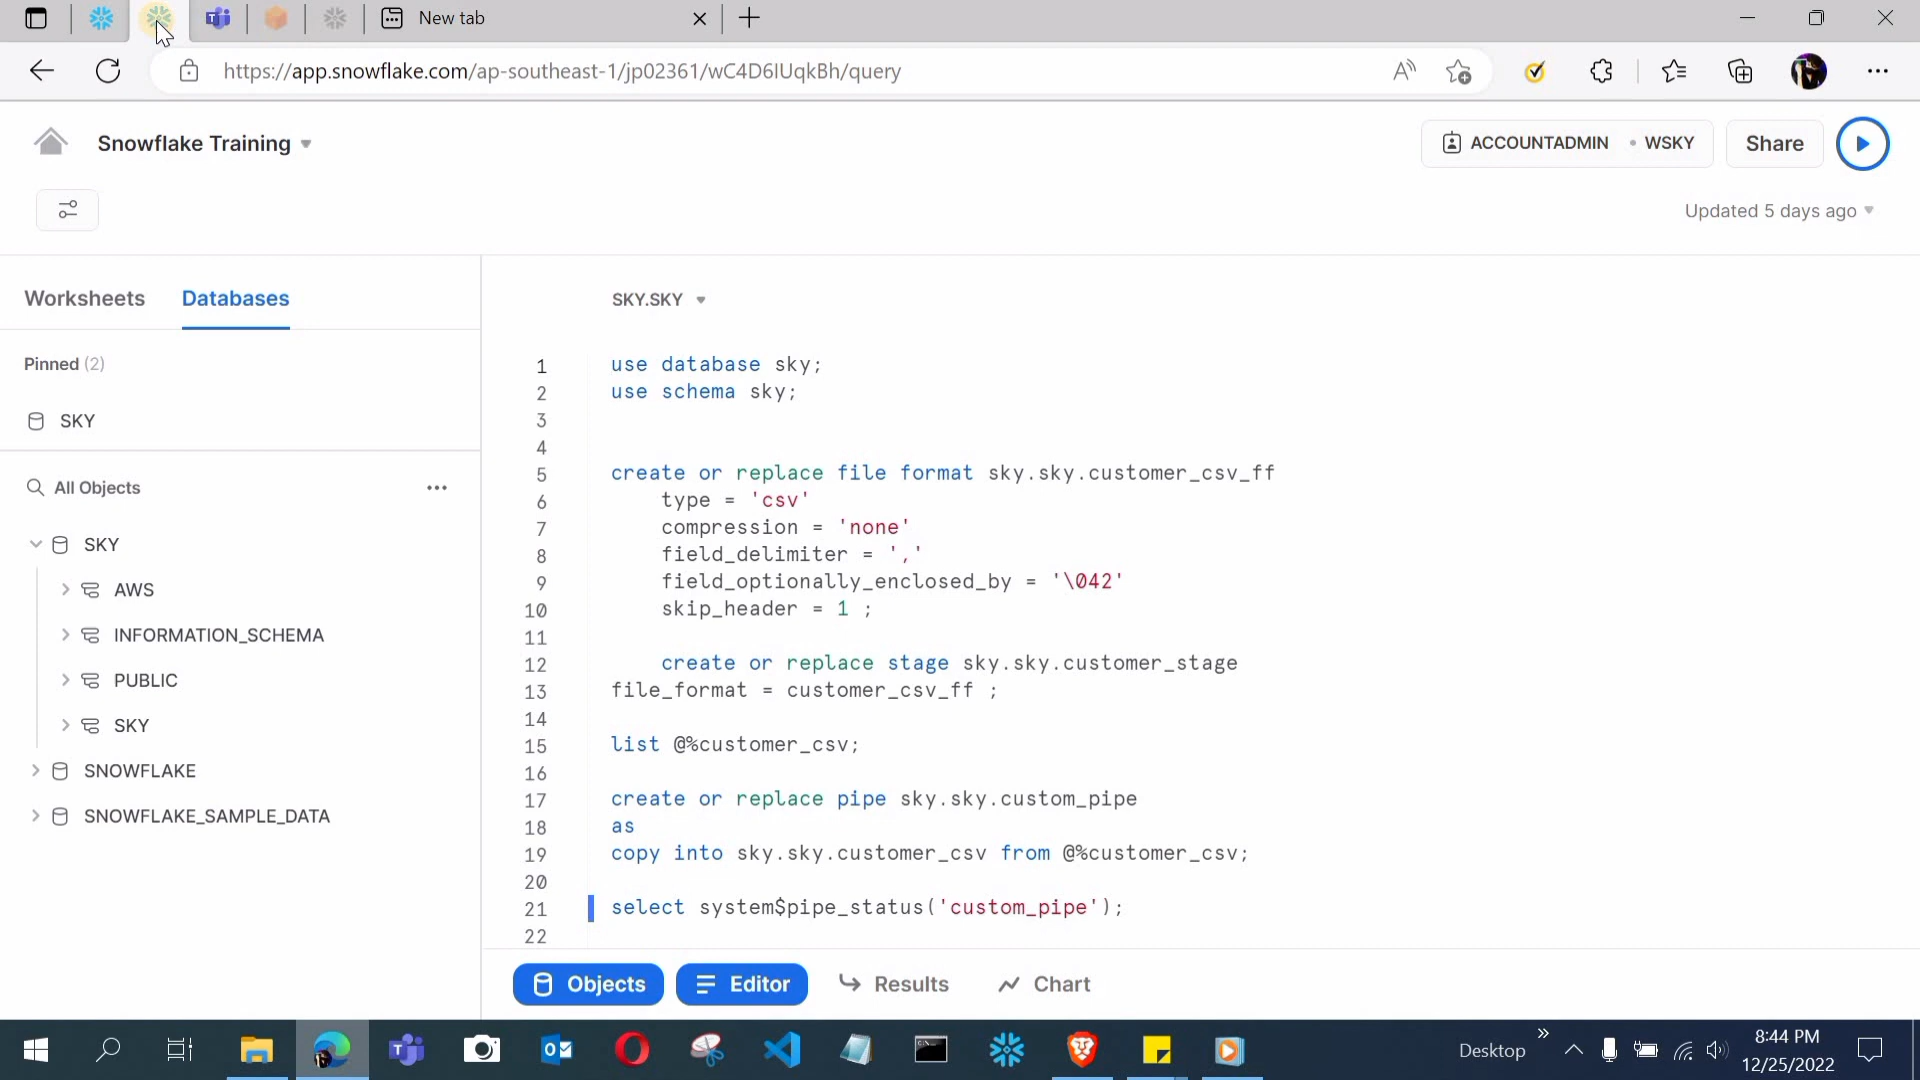 New tab
https://app.snowflake.com/ap-southeast-1/jp02361/wC4D6IUqkBh/query
Snowflake Training
ACCOUNTADMIN • WSKY
Share
Updated 5 days ago
Worksheets
Databases
Pinned (2)
SKY
All Objects
SKY
AWS
INFORMATION_SCHEMA
PUBLIC
SKY
SNOWFLAKE
SNOWFLAKE_SAMPLE_DATA
SKY.SKY
1 use database sky;
2 use schema sky;
3
4
5 create or replace file format sky.sky.customer_csv_ff
6 type = 'csv'
7 compression = 'none'
8 field_delimiter = ','
9 field_optionally_enclosed_by = '\042'
10 skip_header = 1 ;
11
12 create or replace stage sky.sky.customer_stage
13 file_format = customer_csv_ff ;
14
15 list @%customer_csv;
16
17 create or replace pipe sky.sky.custom_pipe
18 as
19 copy into sky.sky.customer_csv from @%customer_csv;
20
21 select system$pipe_status('custom_pipe');
22
Objects
Editor
Results
Chart
Desktop
8:44 PM
12/25/2022